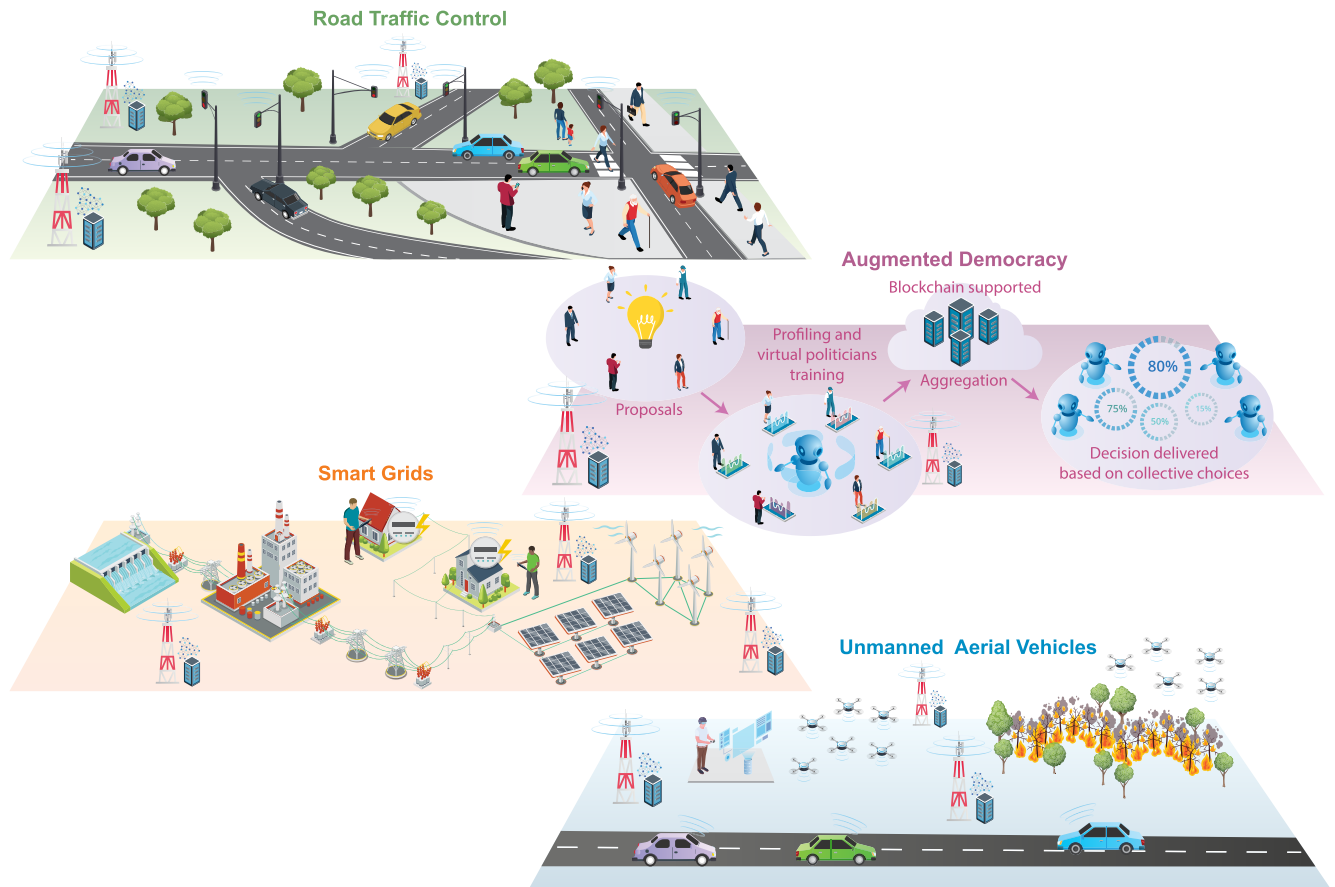 Road Traffic Control
Augmented Democracy
Blockchain supported
Profiling and
virtual politicians
training
Aggregation
Proposals
80%
75%
50%
15%
Decision delivered
based on collective choices
Smart Grids
Unmanned Aerial Vehicles